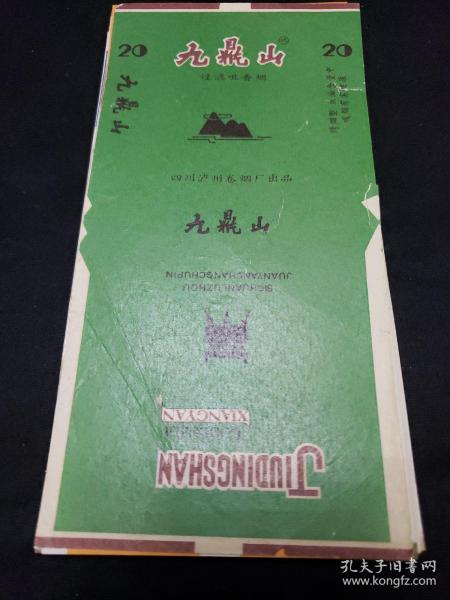 20
九鼎山
20
过滤咀香烟
九鼎山
四川泸州卷烟厂出品
九鼎山
SICHUANLUZHOU
JUANYANCHANGCHUPIN
XIANGYAN
JIUDINGSHAN
孔夫子旧书网
www.kongfz.com